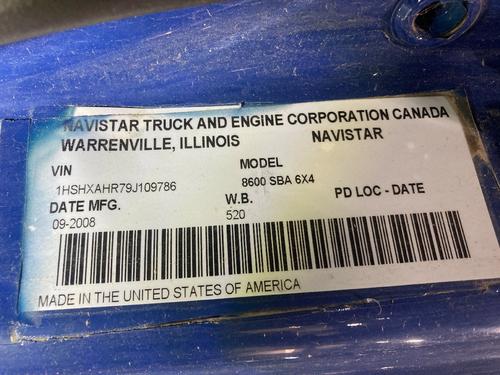 NAVISTAR TRUCK AND ENGINE CORPORATION CANADA
WARRENVILLE, ILLINOIS NAVISTAR
VIN MODEL
1HSHXAHR79J109786 8600 SBA 6X4
DATE MFG. W.B. PD LOC - DATE
09-2008 520
MADE IN THE UNITED STATES OF AMERICA